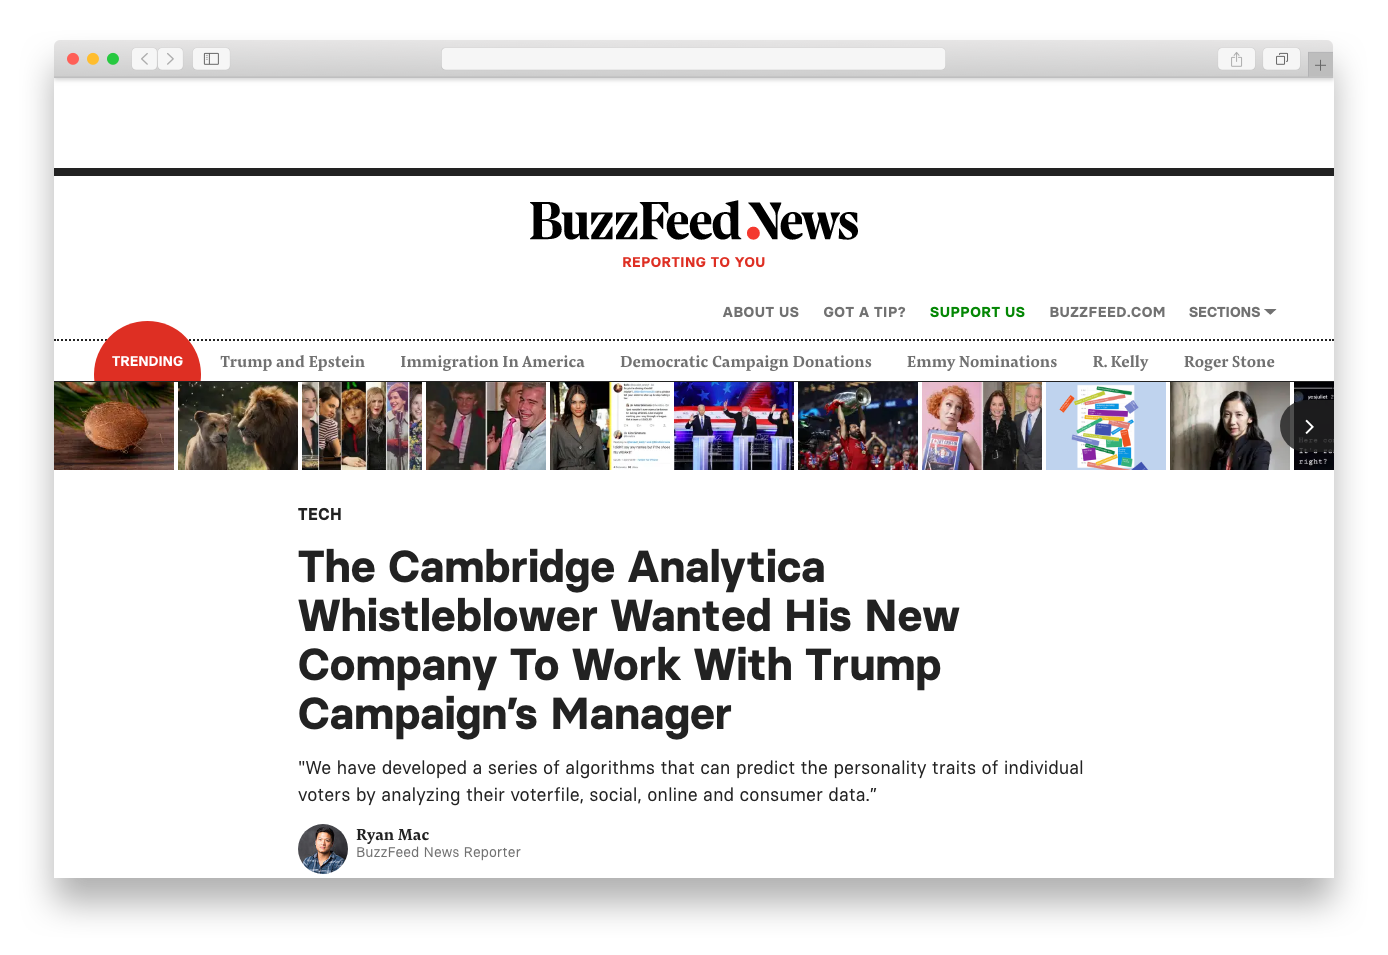 BuzzFeed News
REPORTING TO YOU
ABOUT US GOT A TIP? SUPPORT US BUZZFEED.COM SECTIONS
TRENDING Trump and Epstein Immigration In America Democratic Campaign Donations Emmy Nominations R. Kelly Roger Stone
right?
TECH
The Cambridge Analytica
Whistleblower Wanted His New
Company To Work With Trump
Campaign’s Manager
"We have developed a series of algorithms that can predict the personality traits of individual
voters by analyzing their voterfile, social, online and consumer data.”
Ryan Mac
BuzzFeed News Reporter